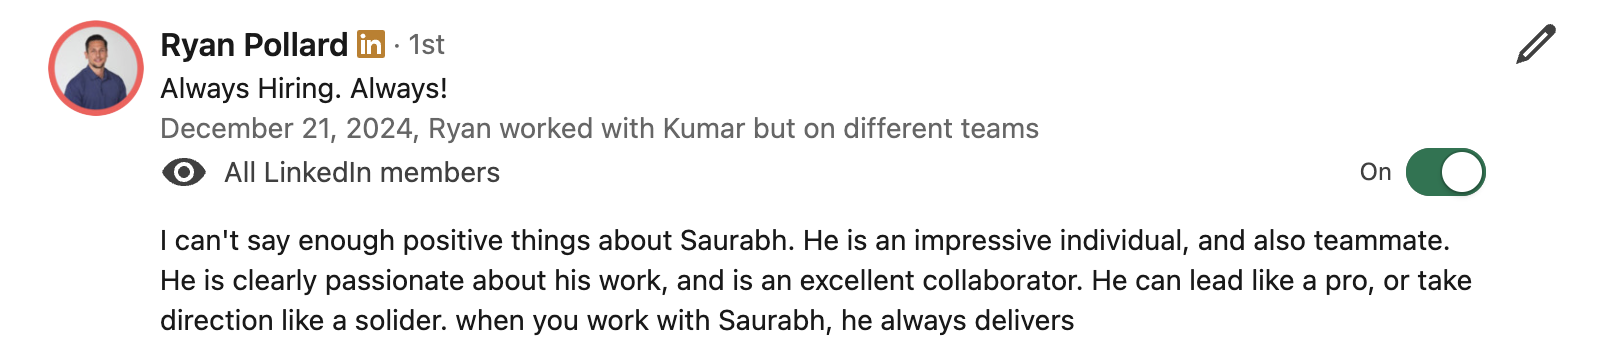 Ryan Pollard in · 1st
Always Hiring. Always!
December 21, 2024, Ryan worked with Kumar but on different teams
All LinkedIn members
On
I can't say enough positive things about Saurabh. He is an impressive individual, and also teammate.
He is clearly passionate about his work, and is an excellent collaborator. He can lead like a pro, or take
direction like a solider. when you work with Saurabh, he always delivers